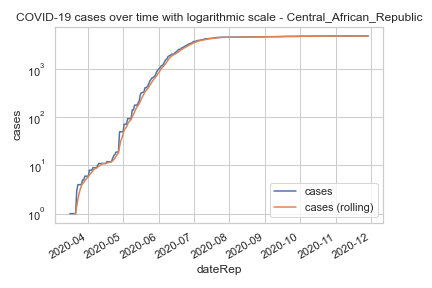 COVID-19 cases over time with logarithmic scale - Central_African_Republic
cases
10³
10²
10¹
10⁰
cases
cases (rolling)
2020-04
2020-05
2020-06
2020-07
2020-08
2020-09
2020-10
2020-11
2020-12
dateRep